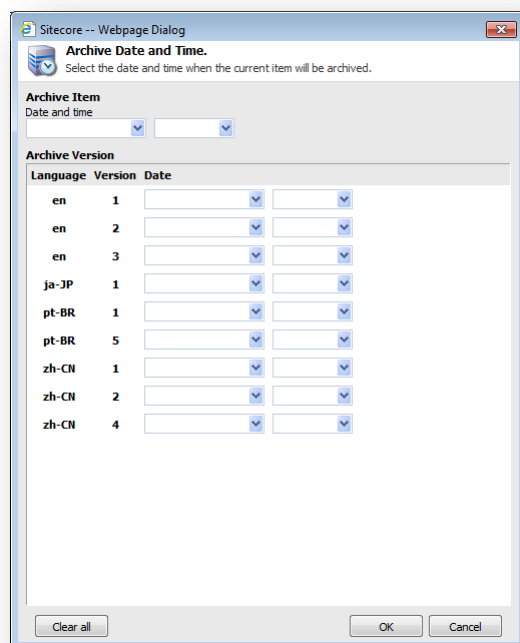 Sitecore -- Webpage Dialog
Archive Date and Time.
Select the date and time when the current item will be archived.
Archive Item
Date and time
Archive Version
Language Version Date
en 1
en 2
en 3
ja-JP 1
pt-BR 1
pt-BR 5
zh-CN 1
zh-CN 2
zh-CN 4
Clear all OK Cancel